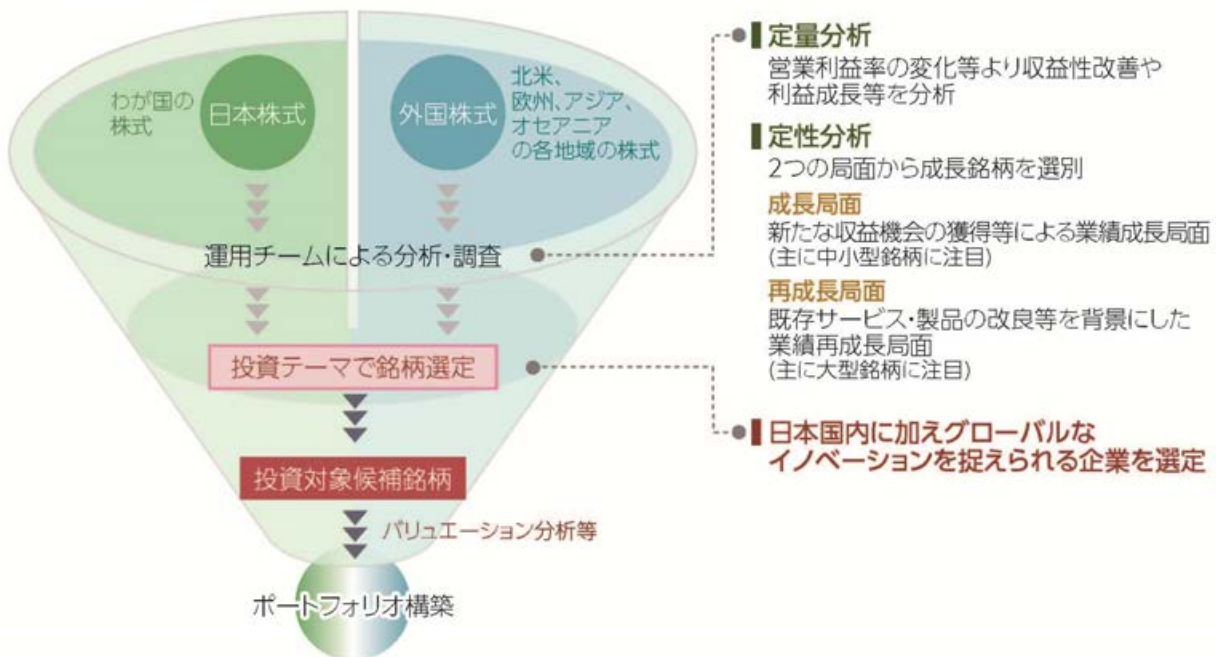 わが国の
株式
日本株式
外国株式
北米、
欧州、アジア、
オセアニア
の各地域の株式
運用チームによる分析・調査
投資テーマで銘柄選定
投資対象候補銘柄
バリュエーション分析等
ポートフォリオ構築
定量分析
営業利益率の変化等より収益性改善や
利益成長等を分析
定性分析
2つの局面から成長銘柄を選別
成長局面
新たな収益機会の獲得等による業績成長局面
(主に中小型銘柄に注目)
再成長局面
既存サービス・製品の改良等を背景にした
業績再成長局面
(主に大型銘柄に注目)
日本国内に加えグローバルな
イノベーションを捉えられる企業を選定